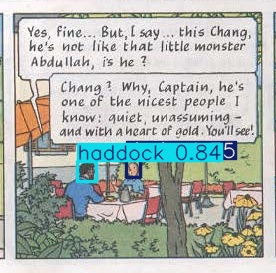 Yes, fine... But, I say... this Chang,
he's not like that little monster
Abdullah, is he ?
Chang ? Why, Captain, he's
one of the nicest people I
know: quiet, unassuming –
and with a heart of gold. You'll see!
haddock 0.845